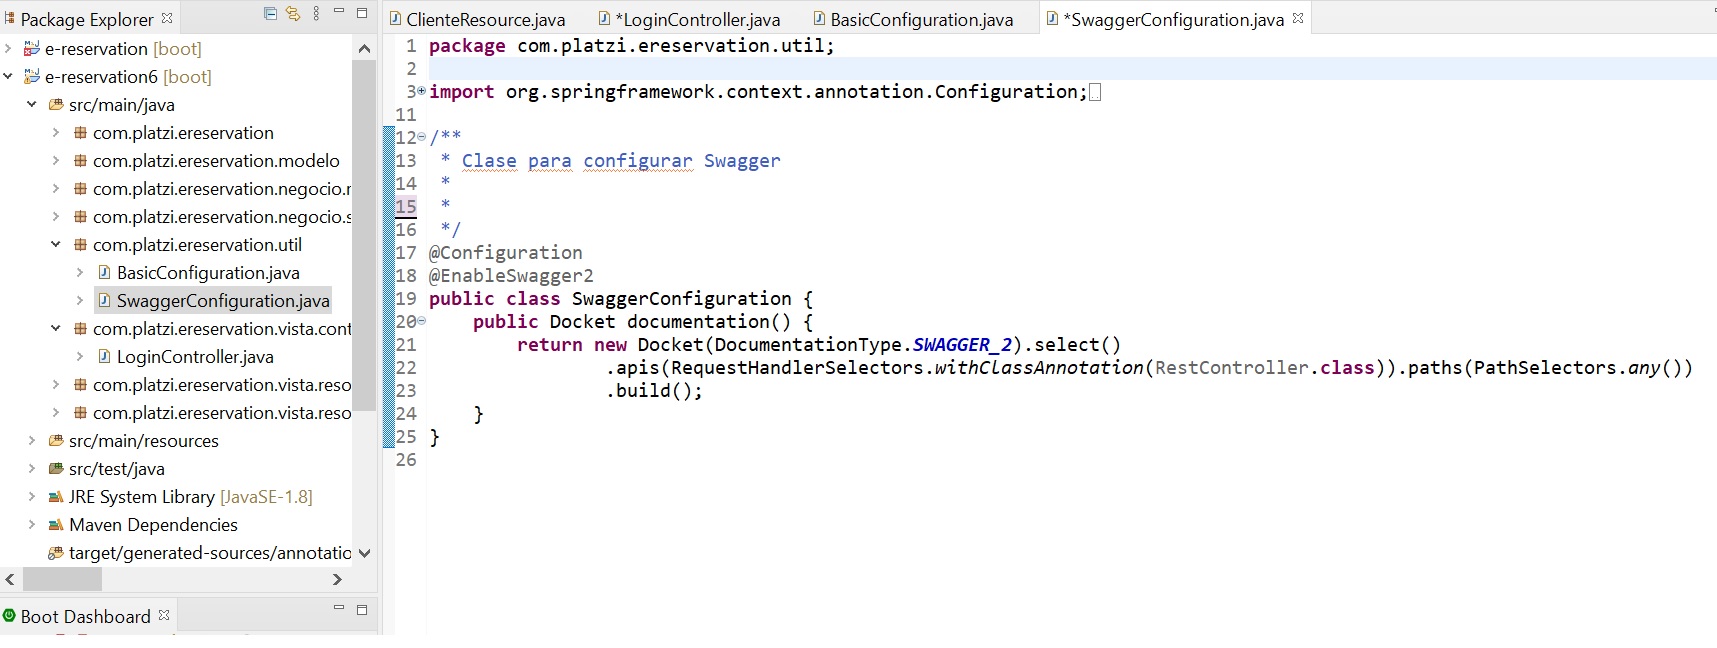 Package Explorer
e-reservation [boot]
e-reservation6 [boot]
src/main/java
com.platzi.ereservation
com.platzi.ereservation.modelo
com.platzi.ereservation.negocio.r
com.platzi.ereservation.negocio.s
com.platzi.ereservation.util
BasicConfiguration.java
SwaggerConfiguration.java
com.platzi.ereservation.vista.cont
LoginController.java
com.platzi.ereservation.vista.reso
com.platzi.ereservation.vista.reso
src/main/resources
src/test/java
JRE System Library [JavaSE-1.8]
Maven Dependencies
target/generated-sources/annotatio
Boot Dashboard
ClienteResource.java *LoginController.java BasicConfiguration.java *SwaggerConfiguration.java
1 package com.platzi.ereservation.util;
2
3 import org.springframework.context.annotation.Configuration;
11
12 /**
13 * Clase para configurar Swagger
14 *
15 *
16 */
17 @Configuration
18 @EnableSwagger2
19 public class SwaggerConfiguration {
20 public Docket documentation() {
21 return new Docket(DocumentationType.SWAGGER_2).select()
22 .apis(RequestHandlerSelectors.withClassAnnotation(RestController.class)).paths(PathSelectors.any())
23 .build();
24 }
25 }
26